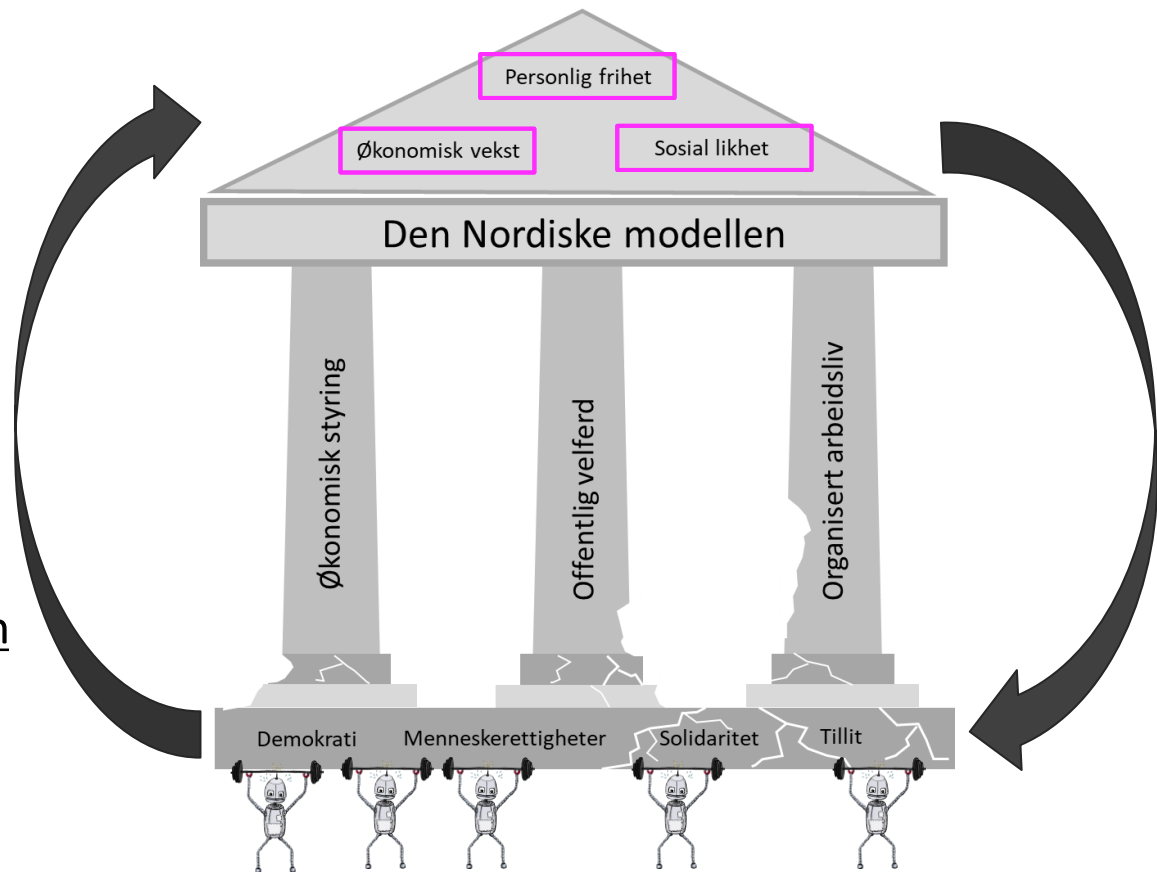 Personlig frihet
Økonomisk vekst
Sosial likhet
Den Nordiske modellen
Økonomisk styring
Offentlig velferd
Organisert arbeidsliv
Demokrati
Menneskerettigheter
Solidaritet
Tillit